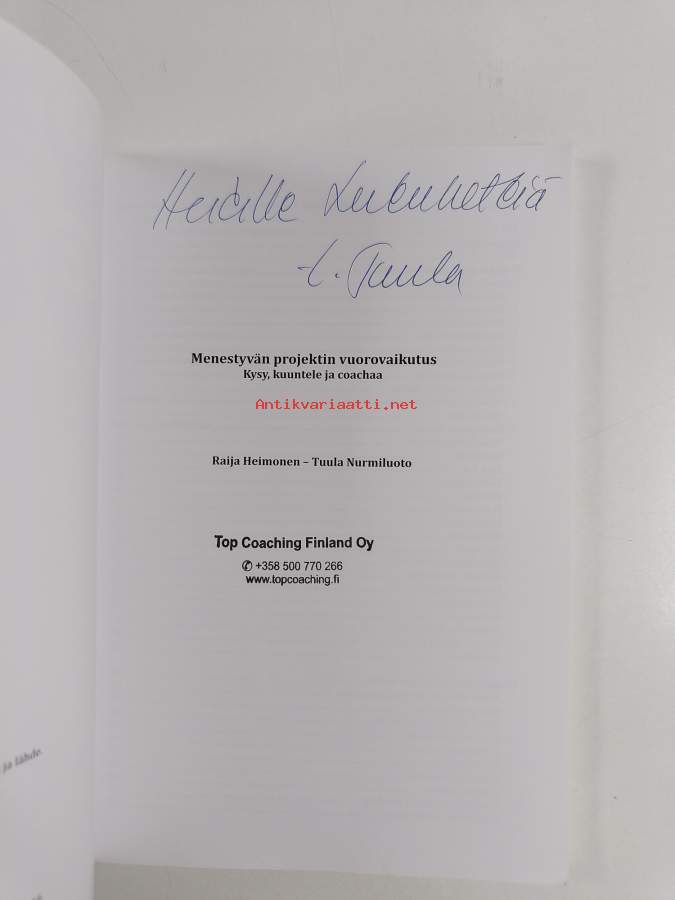 Heidille Lukuhetkiä
t. Tuula
Menestyvän projektin vuorovaikutus
Kysy, kuuntele ja coachaa
Antikvariaatti.net
Raija Heimonen – Tuula Nurmiluoto
Top Coaching Finland Oy
✆ +358 500 770 266
www.topcoaching.fi
ja lähde.